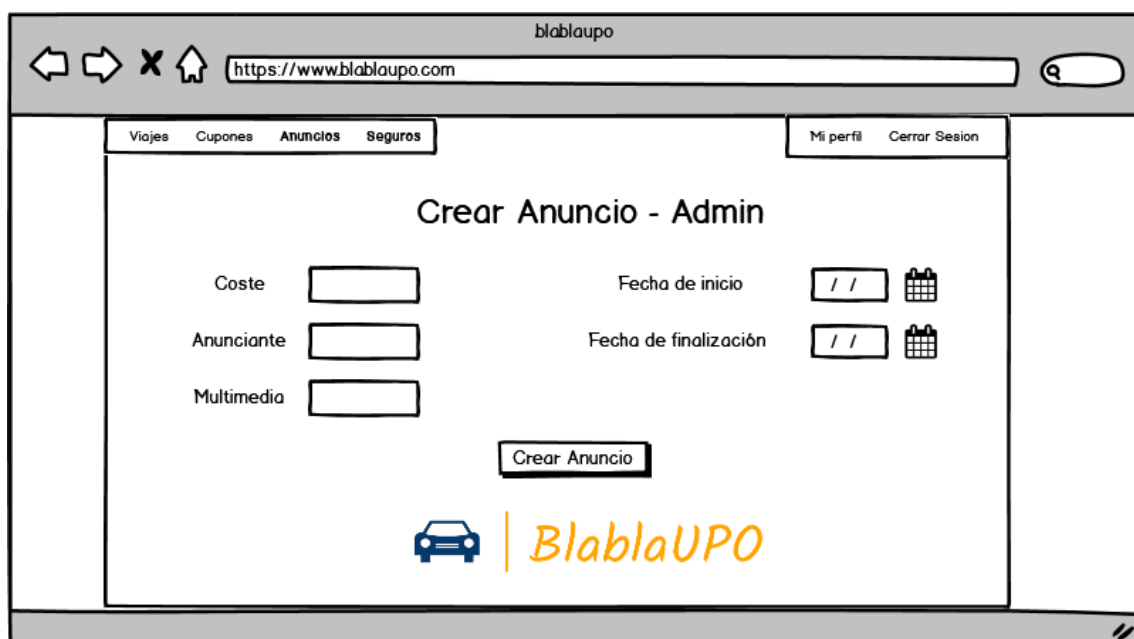 blablaupo
https://www.blablaupo.com
Viajes Cupones Anuncios Seguros Mi perfil Cerrar Sesion
Crear Anuncio - Admin
Coste Fecha de inicio / /
Anunciante Fecha de finalización / /
Multimedia
Crear Anuncio
BlablaUPO